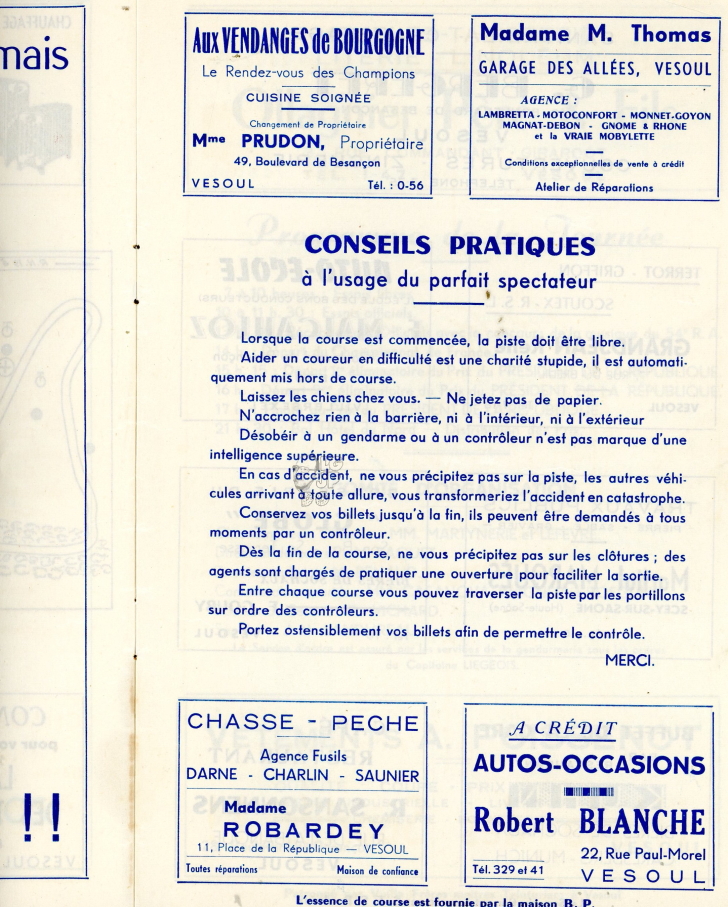 mais
!!
Aux VENDANGES de BOURGOGNE
Le Rendez-vous des Champions
CUISINE SOIGNÉE
Changement de Propriétaire
Mme PRUDON, Propriétaire
49, Boulevard de Besançon
VESOUL Tél. : 0-56
Madame M. Thomas
GARAGE DES ALLÉES, VESOUL
AGENCE :
LAMBRETTA - MOTOCONFORT - MONNET-GOYON
MAGNAT-DEBON - GNOME & RHONE
et la VRAIE MOBYLETTE
Conditions exceptionnelles de vente à crédit
Atelier de Réparations
CONSEILS PRATIQUES
à l'usage du parfait spectateur
Lorsque la course est commencée, la piste doit être libre.
Aider un coureur en difficulté est une charité stupide, il est automati-
quement mis hors de course.
Laissez les chiens chez vous. — Ne jetez pas de papier.
N'accrochez rien à la barrière, ni à l'intérieur, ni à l'extérieur
Désobéir à un gendarme ou à un contrôleur n'est pas marque d'une
intelligence supérieure.
En cas d'accident, ne vous précipitez pas sur la piste, les autres véhi-
cules arrivant à toute allure, vous transformeriez l'accident en catastrophe.
Conservez vos billets jusqu'à la fin, ils peuvent être demandés à tous
moments par un contrôleur.
Dès la fin de la course, ne vous précipitez pas sur les clôtures ; des
agents sont chargés de pratiquer une ouverture pour faciliter la sortie.
Entre chaque course vous pouvez traverser la piste par les portillons
sur ordre des contrôleurs.
Portez ostensiblement vos billets afin de permettre le contrôle.
MERCI.
CHASSE - PECHE
Agence Fusils
DARNE - CHARLIN - SAUNIER
Madame
ROBARDEY
11, Place de la République — VESOUL
Toutes réparations Maison de confiance
A CRÉDIT
AUTOS-OCCASIONS
Robert BLANCHE
22, Rue Paul-Morel
Tél. 329 et 41 VESOUL
L'essence de course est fournie par la maison B. P.